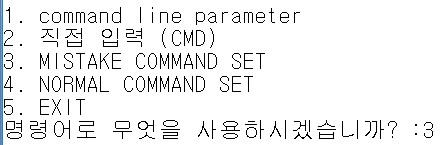 1. command line parameter
2. 직접 입력 (CMD)
3. MISTAKE COMMAND SET
4. NORMAL COMMAND SET
5. EXIT
명령어로 무엇을 사용하시겠습니까? :3